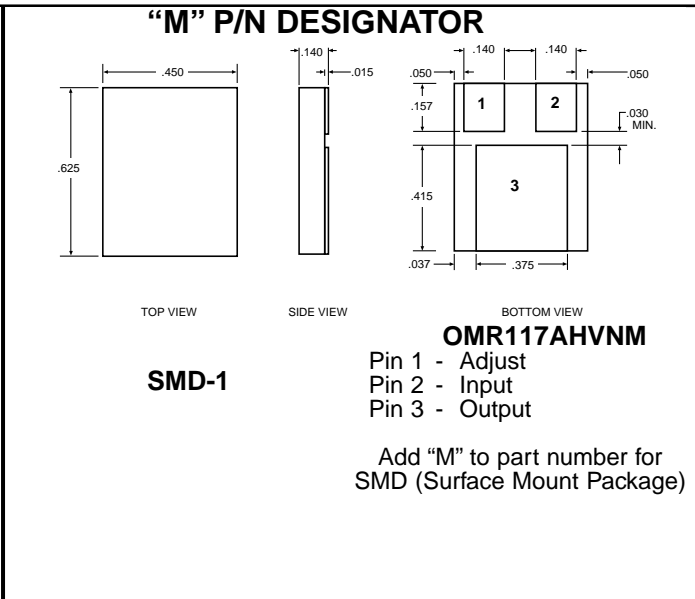 “M” P/N DESIGNATOR
.140 .140 .140
.450 .015 .050 .050
1 2
.157 .030
MIN.
.625
3
.415
.037 .375
TOP VIEW SIDE VIEW BOTTOM VIEW
OMR117AHVNM
SMD-1
Pin 1 - Adjust
Pin 2 - Input
Pin 3 - Output
Add “M” to part number for
SMD (Surface Mount Package)